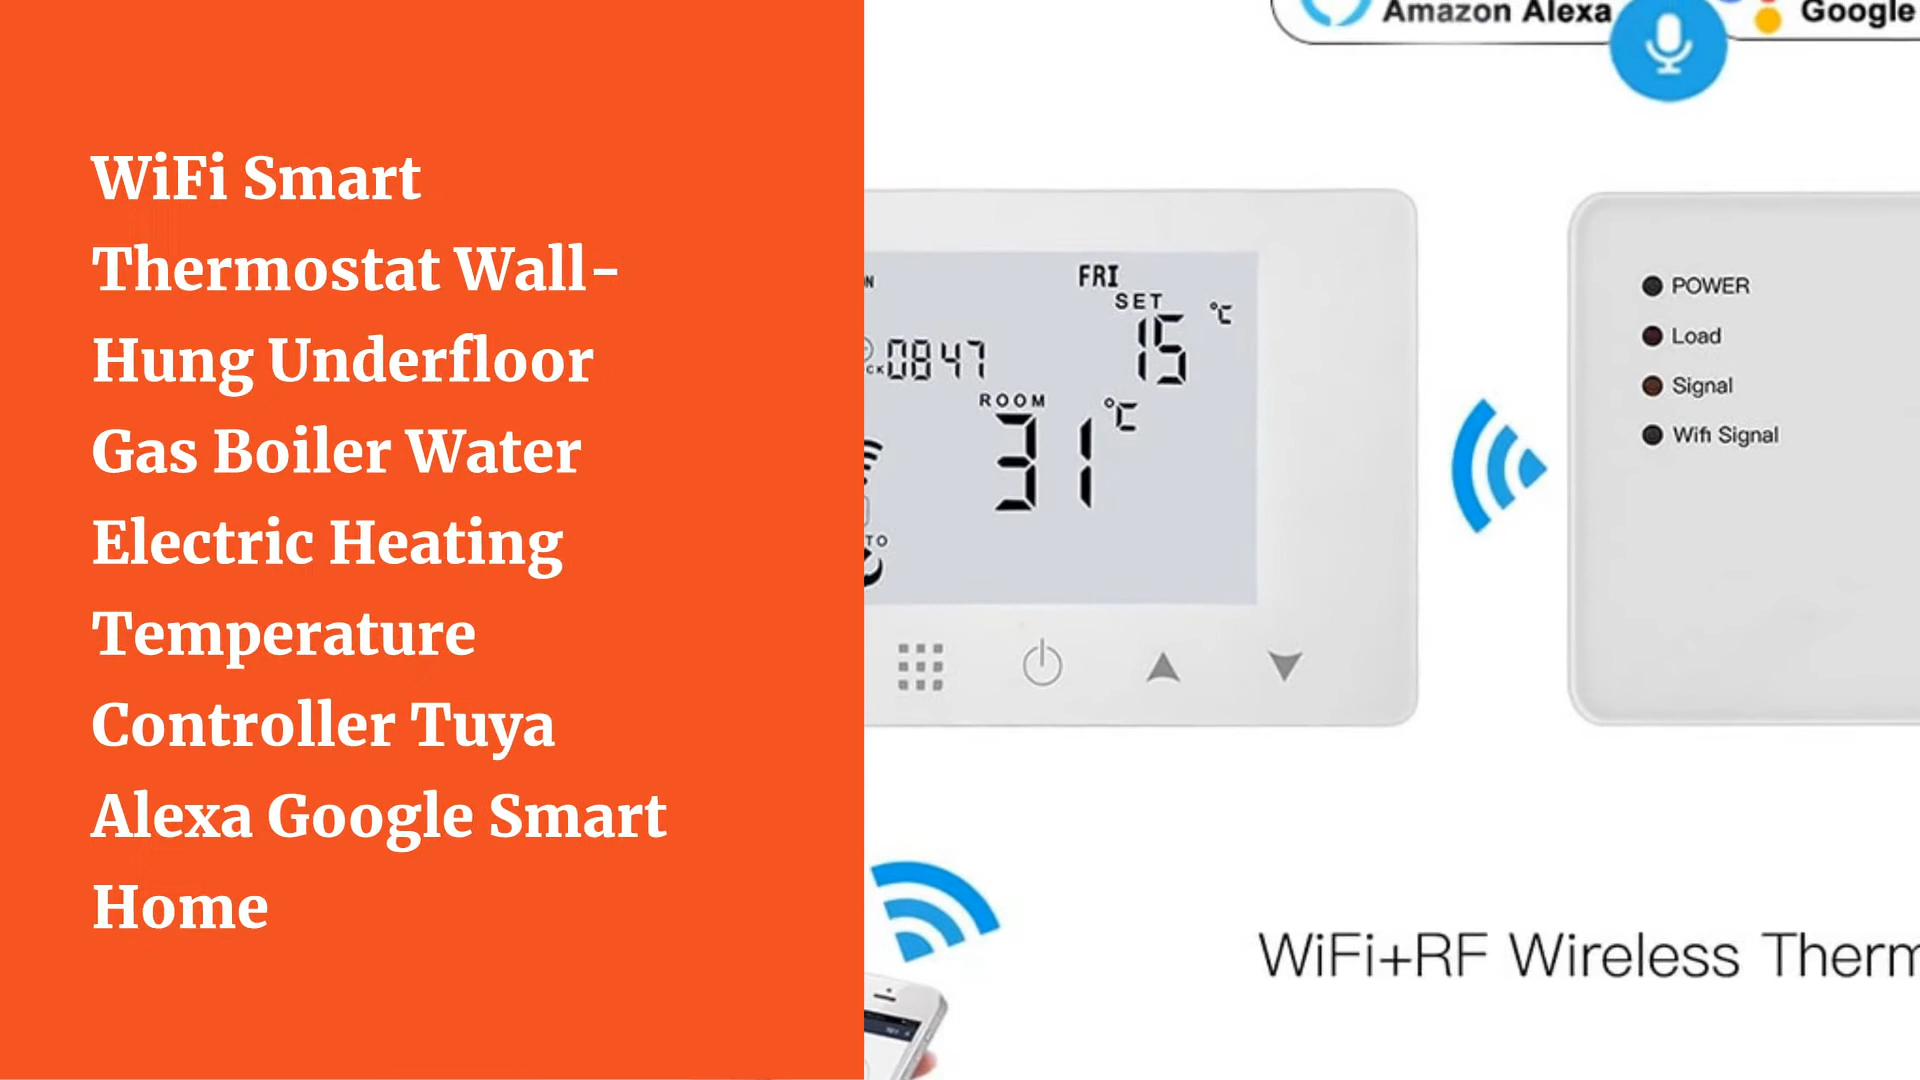 WiFi Smart
Thermostat Wall-
Hung Underfloor
Gas Boiler Water
Electric Heating
Temperature
Controller Tuya
Alexa Google Smart
Home
Amazon Alexa
Google
FRI
SET
15 °C
0847
ROOM
31 °C
POWER
Load
Signal
Wifi Signal
WiFi+RF Wireless Therm